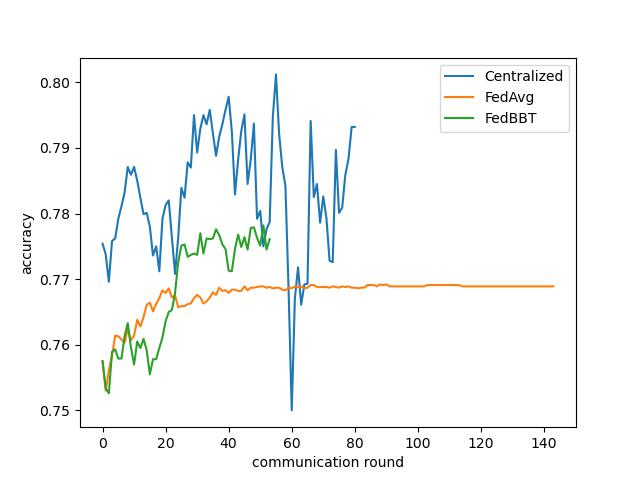 Centralized
FedAvg
FedBBT
0.80
0.79
0.78
0.77
0.76
0.75
accuracy
0 20 40 60 80 100 120 140
communication round